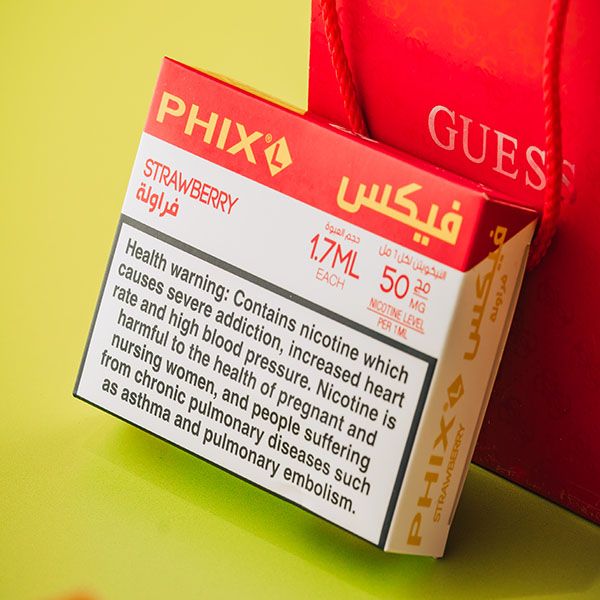 PHIX L
فيكس
STRAWBERRY
فراولة
حجم العبوة
1.7ML
EACH
النيكوتين لكل ١ مل
50 مج
MG
NICOTINE LEVEL
PER 1ML
Health warning: Contains nicotine which
causes severe addiction, increased heart
rate and high blood pressure. Nicotine is
harmful to the health of pregnant and
nursing women, and people suffering
from chronic pulmonary diseases such
as asthma and pulmonary embolism.
PHIX L
STRAWBERRY
فيكس
فراولة
GUESS